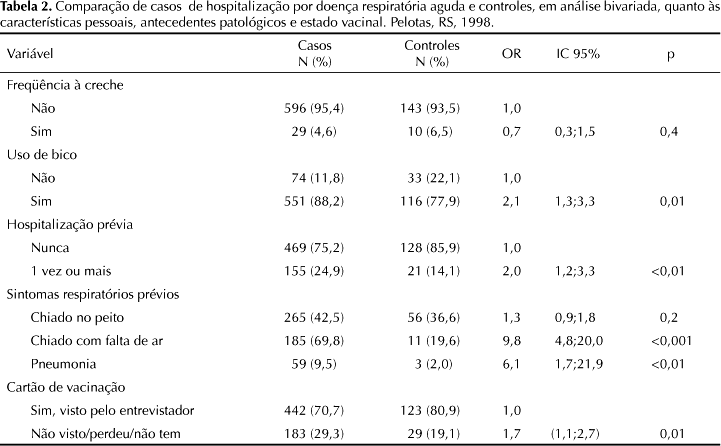 Tabela 2. Comparação de casos de hospitalização por doença respiratória aguda e controles, em análise bivariada, quanto às
características pessoais, antecedentes patológicos e estado vacinal. Pelotas, RS, 1998.
Variável Casos N (%) Controles N (%) OR IC 95% p
Freqüência à creche
Não 596 (95,4) 143 (93,5) 1,0
Sim 29 (4,6) 10 (6,5) 0,7 0,3;1,5 0,4
Uso de bico
Não 74 (11,8) 33 (22,1) 1,0
Sim 551 (88,2) 116 (77,9) 2,1 1,3;3,3 0,01
Hospitalização prévia
Nunca 469 (75,2) 128 (85,9) 1,0
1 vez ou mais 155 (24,9) 21 (14,1) 2,0 1,2;3,3 <0,01
Sintomas respiratórios prévios
Chiado no peito 265 (42,5) 56 (36,6) 1,3 0,9;1,8 0,2
Chiado com falta de ar 185 (69,8) 11 (19,6) 9,8 4,8;20,0 <0,001
Pneumonia 59 (9,5) 3 (2,0) 6,1 1,7;21,9 <0,01
Cartão de vacinação
Sim, visto pelo entrevistador 442 (70,7) 123 (80,9) 1,0
Não visto/perdeu/não tem 183 (29,3) 29 (19,1) 1,7 (1,1;2,7) 0,01